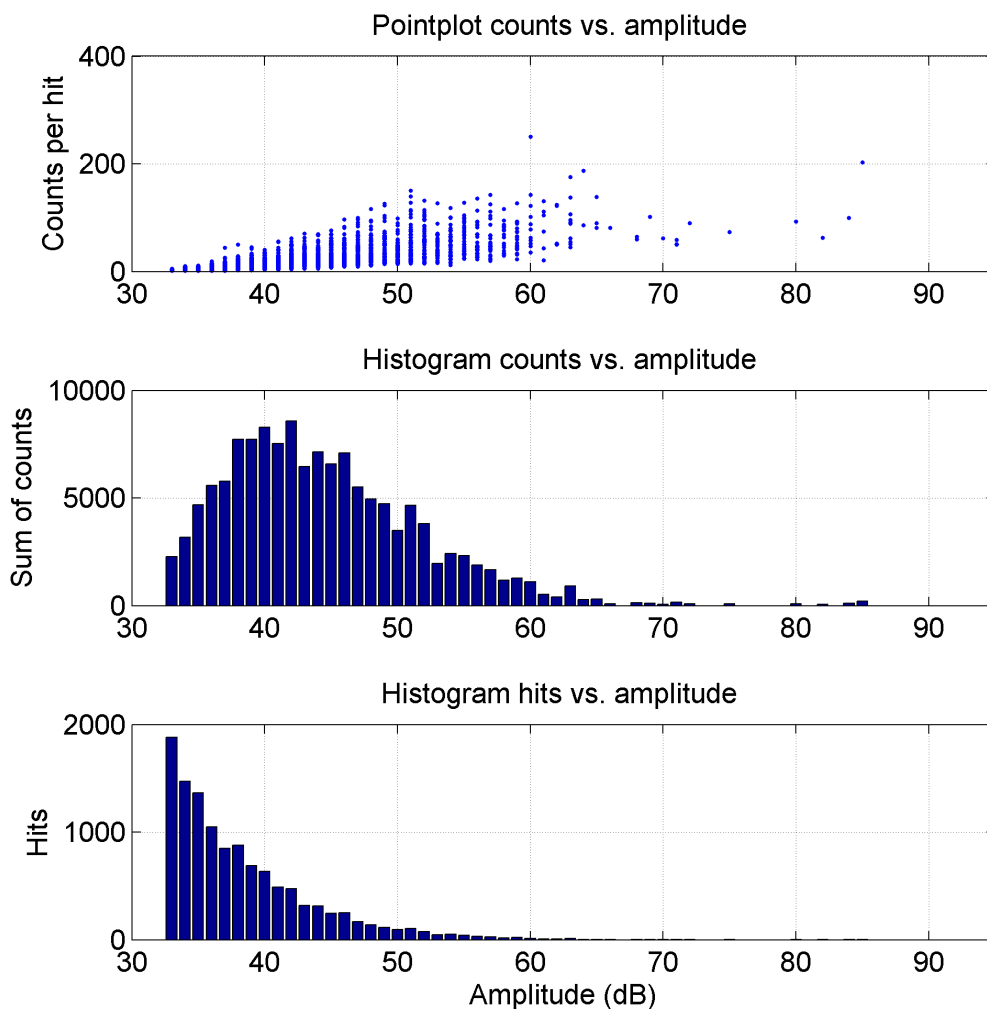 Pointplot counts vs. amplitude
400
200
0
Counts per hit
30 40 50 60 70 80 90
Histogram counts vs. amplitude
10000
5000
0
Sum of counts
30 40 50 60 70 80 90
Histogram hits vs. amplitude
2000
1000
0
Hits
30 40 50 60 70 80 90
Amplitude (dB)